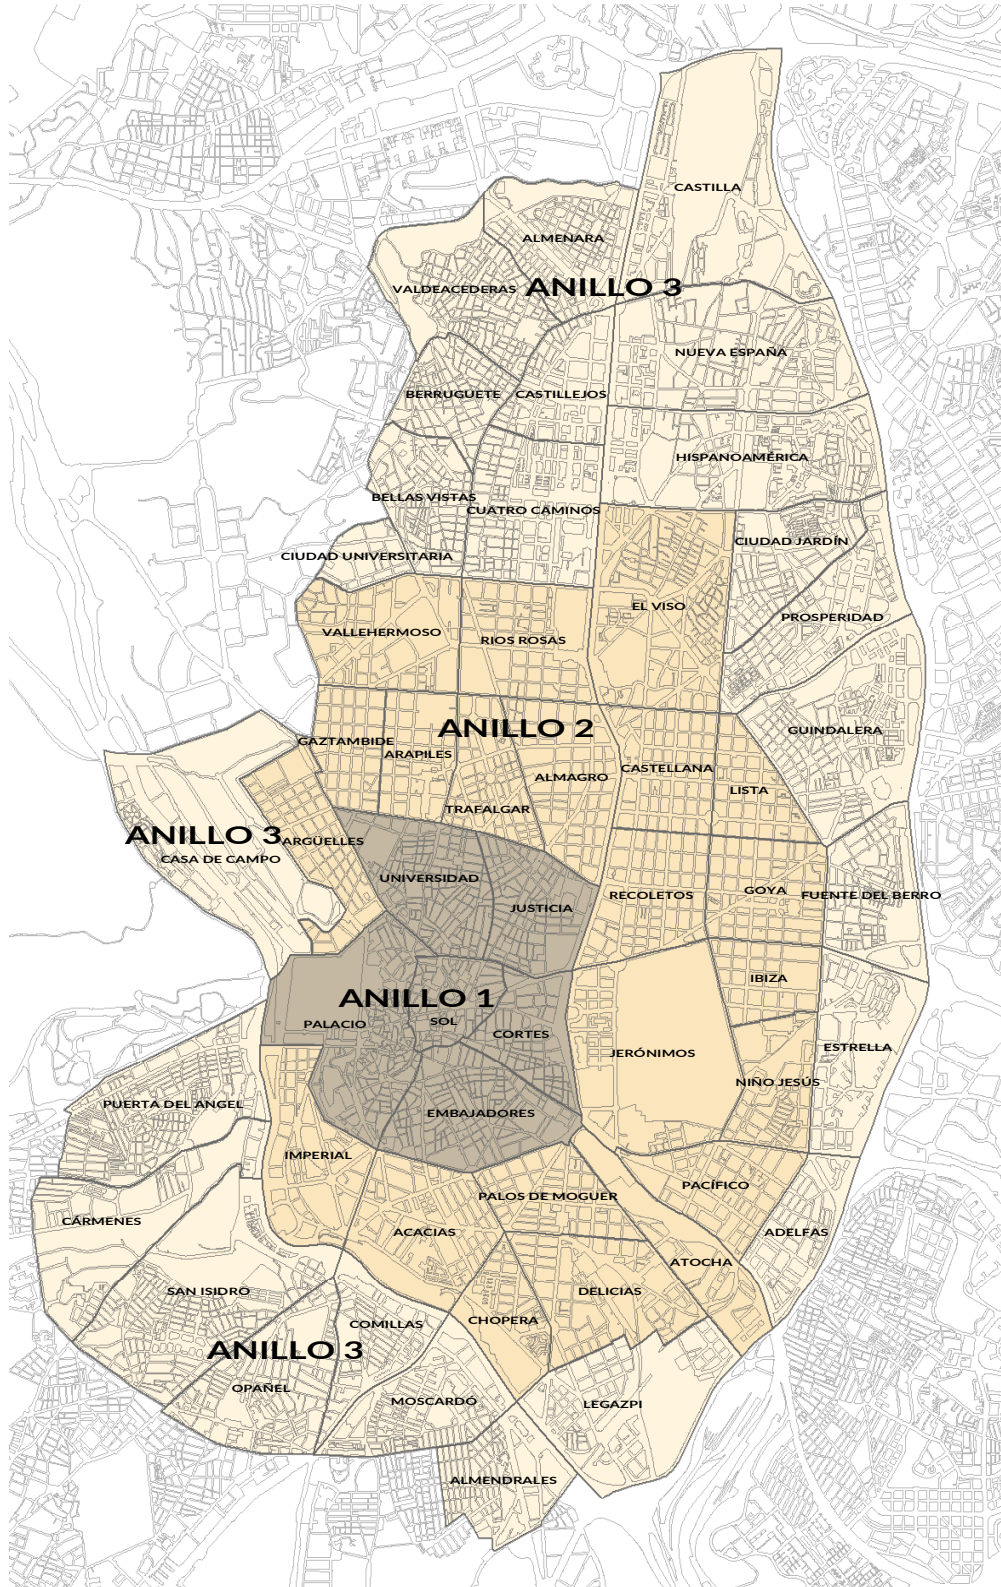 CASTILLA
ALMENARA
VALDEACEDERAS
ANILLO 3
NUEVA ESPAÑA
BERRUGUETE
CASTILLEJOS
HISPANOAMÉRICA
BELLAS VISTAS
CUATRO CAMINOS
CIUDAD JARDÍN
CIUDAD UNIVERSITARIA
EL VISO
PROSPERIDAD
VALLEHERMOSO
RIOS ROSAS
ANILLO 2
GUINDALERA
GAZTAMBIDE
ARAPILES
CASTELLANA
ALMAGRO
LISTA
TRAFALGAR
ANILLO 3
ARGÜELLES
CASA DE CAMPO
UNIVERSIDAD
GOYA
RECOLETOS
FUENTE DEL BERRO
JUSTICIA
IBIZA
ANILLO 1
PALACIO
SOL
CORTES
ESTRELLA
JERÓNIMOS
NIÑO JESÚS
PUERTA DEL ANGEL
EMBAJADORES
IMPERIAL
PACÍFICO
PALOS DE MOGUER
CÁRMENES
ACACIAS
ADELFAS
ATOCHA
SAN ISIDRO
DELICIAS
CHOPERA
COMILLAS
ANILLO 3
OPAÑEL
MOSCARDÓ
LEGAZPI
ALMENDRALES